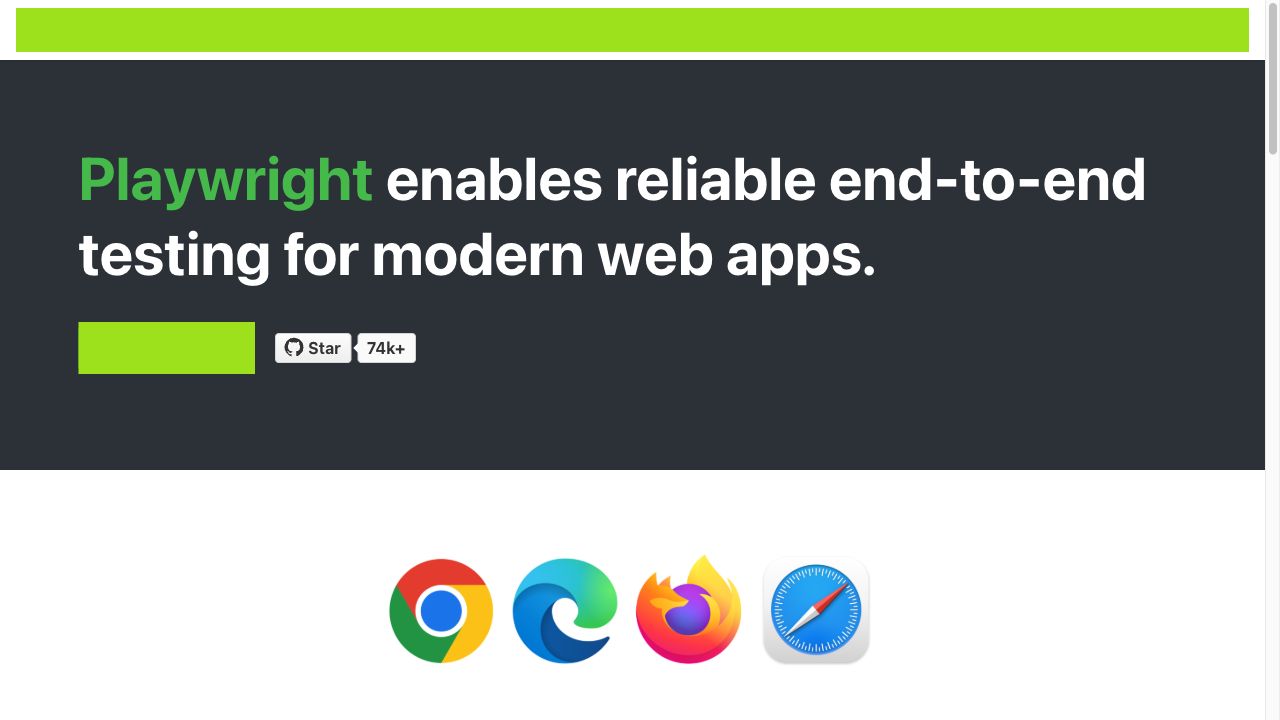 Playwright enables reliable end-to-end
testing for modern web apps.
Star 74k+